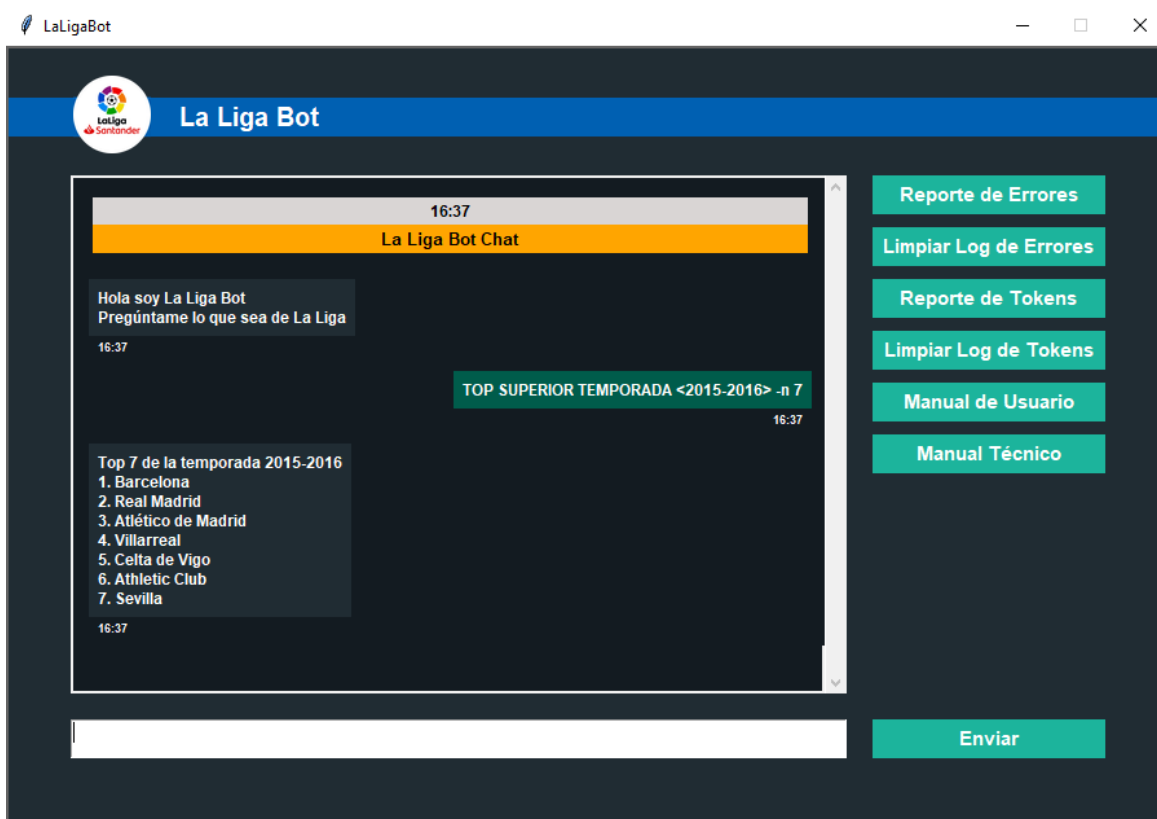 LaLigaBot
LaLiga
Santander
La Liga Bot
16:37
La Liga Bot Chat
Hola soy La Liga Bot
Pregúntame lo que sea de La Liga
16:37
TOP SUPERIOR TEMPORADA <2015-2016> -n 7
16:37
Top 7 de la temporada 2015-2016
1. Barcelona
2. Real Madrid
3. Atlético de Madrid
4. Villarreal
5. Celta de Vigo
6. Athletic Club
7. Sevilla
16:37
Reporte de Errores
Limpiar Log de Errores
Reporte de Tokens
Limpiar Log de Tokens
Manual de Usuario
Manual Técnico
Enviar